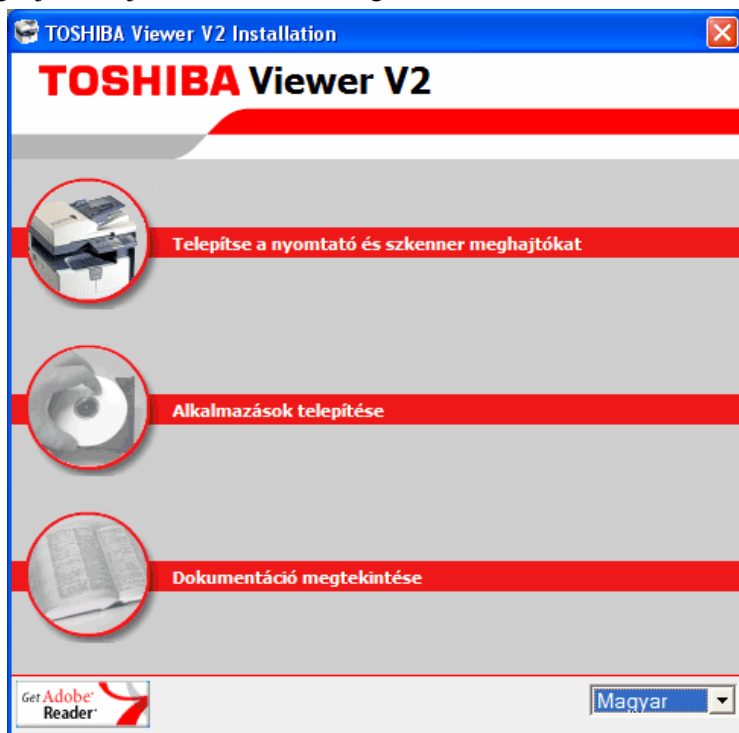 TOSHIBA Viewer V2 Installation
TOSHIBA Viewer V2
Telepítse a nyomtató és szkenner meghajtókat
Alkalmazások telepítése
Dokumentáció megtekintése
Get Adobe
Reader
Magyar